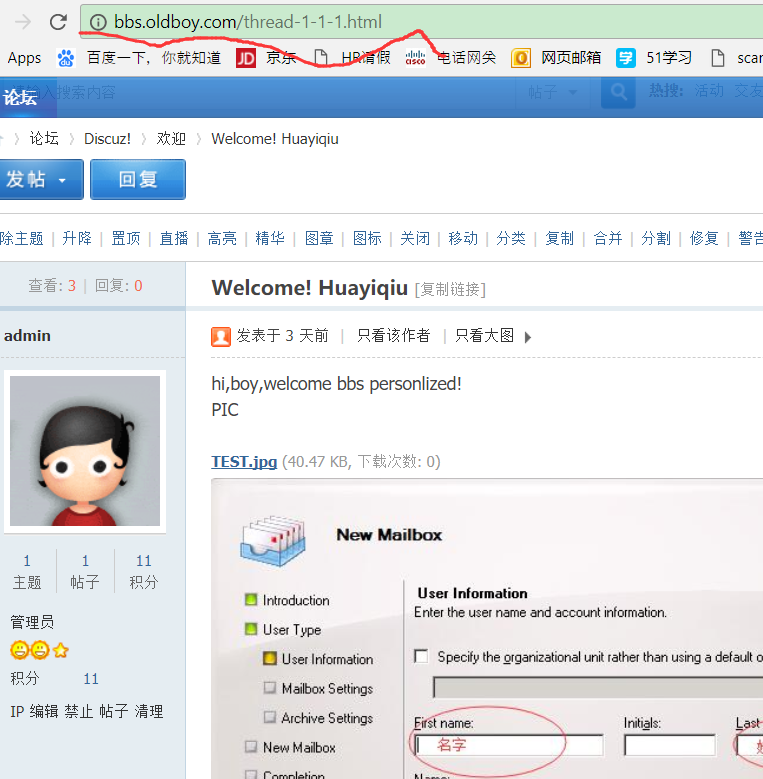 bbs.oldboy.com/thread-1-1-1.html
Apps 百度一下，你就知道 JD 京东 HR请假 cisco 电话网关 网页邮箱 学 51学习 scan
论坛 输入搜索内容 帖子 热搜: 活动 交友
论坛 Discuz! 欢迎 Welcome! Huayiqiu
发帖 回复
除主题 | 升降 | 置顶 | 直播 | 高亮 | 精华 | 图章 | 图标 | 关闭 | 移动 | 分类 | 复制 | 合并 | 分割 | 修复 | 警告
查看: 3 | 回复: 0
Welcome! Huayiqiu [复制链接]
admin
发表于 3 天前 | 只看该作者 | 只看大图
hi,boy,welcome bbs personlized!
PIC
TEST.jpg (40.47 KB, 下载次数: 0)
1 1 11
主题 帖子 积分
管理员
积分 11
IP 编辑 禁止 帖子 清理
New Mailbox
Introduction
User Type
User Information
Mailbox Settings
Archive Settings
New Mailbox
Completion
User Information
Enter the user name and account information.
Specify the organizational unit rather than using a default o
First name: Initials: Last
名字
Name: